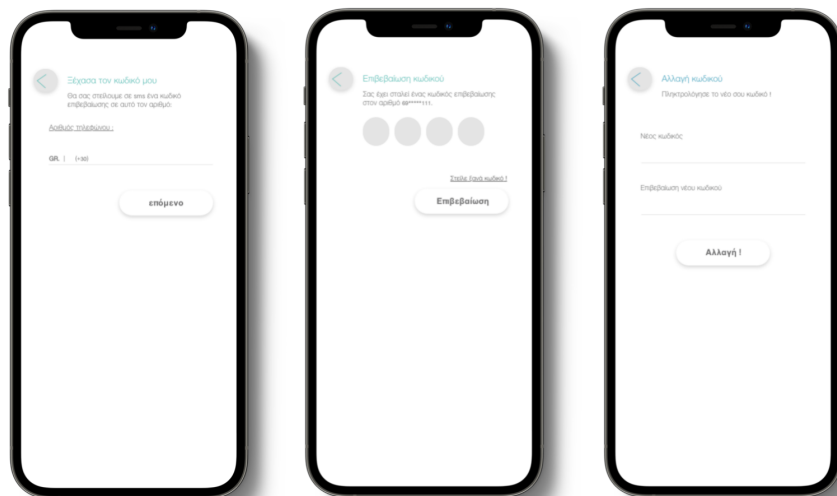 Ξέχασα τον κωδικό μου
Θα σας στείλουμε σε sms ένα κωδικό
επιβεβαίωσης σε αυτό τον αριθμό.
Αριθμός τηλεφώνου :
GR. | (+30)
επόμενο
Επιβεβαίωση κωδικού
Σας έχει σταλεί ένας κωδικός επιβεβαίωσης
στον αριθμό 69*****111.
Στείλε ξανά κωδικό !
Επιβεβαίωση
Αλλαγή κωδικού
Πληκτρολόγησε το νέο σου κωδικό !
Νέος κωδικός
Επιβεβαίωση νέου κωδικού
Αλλαγή !